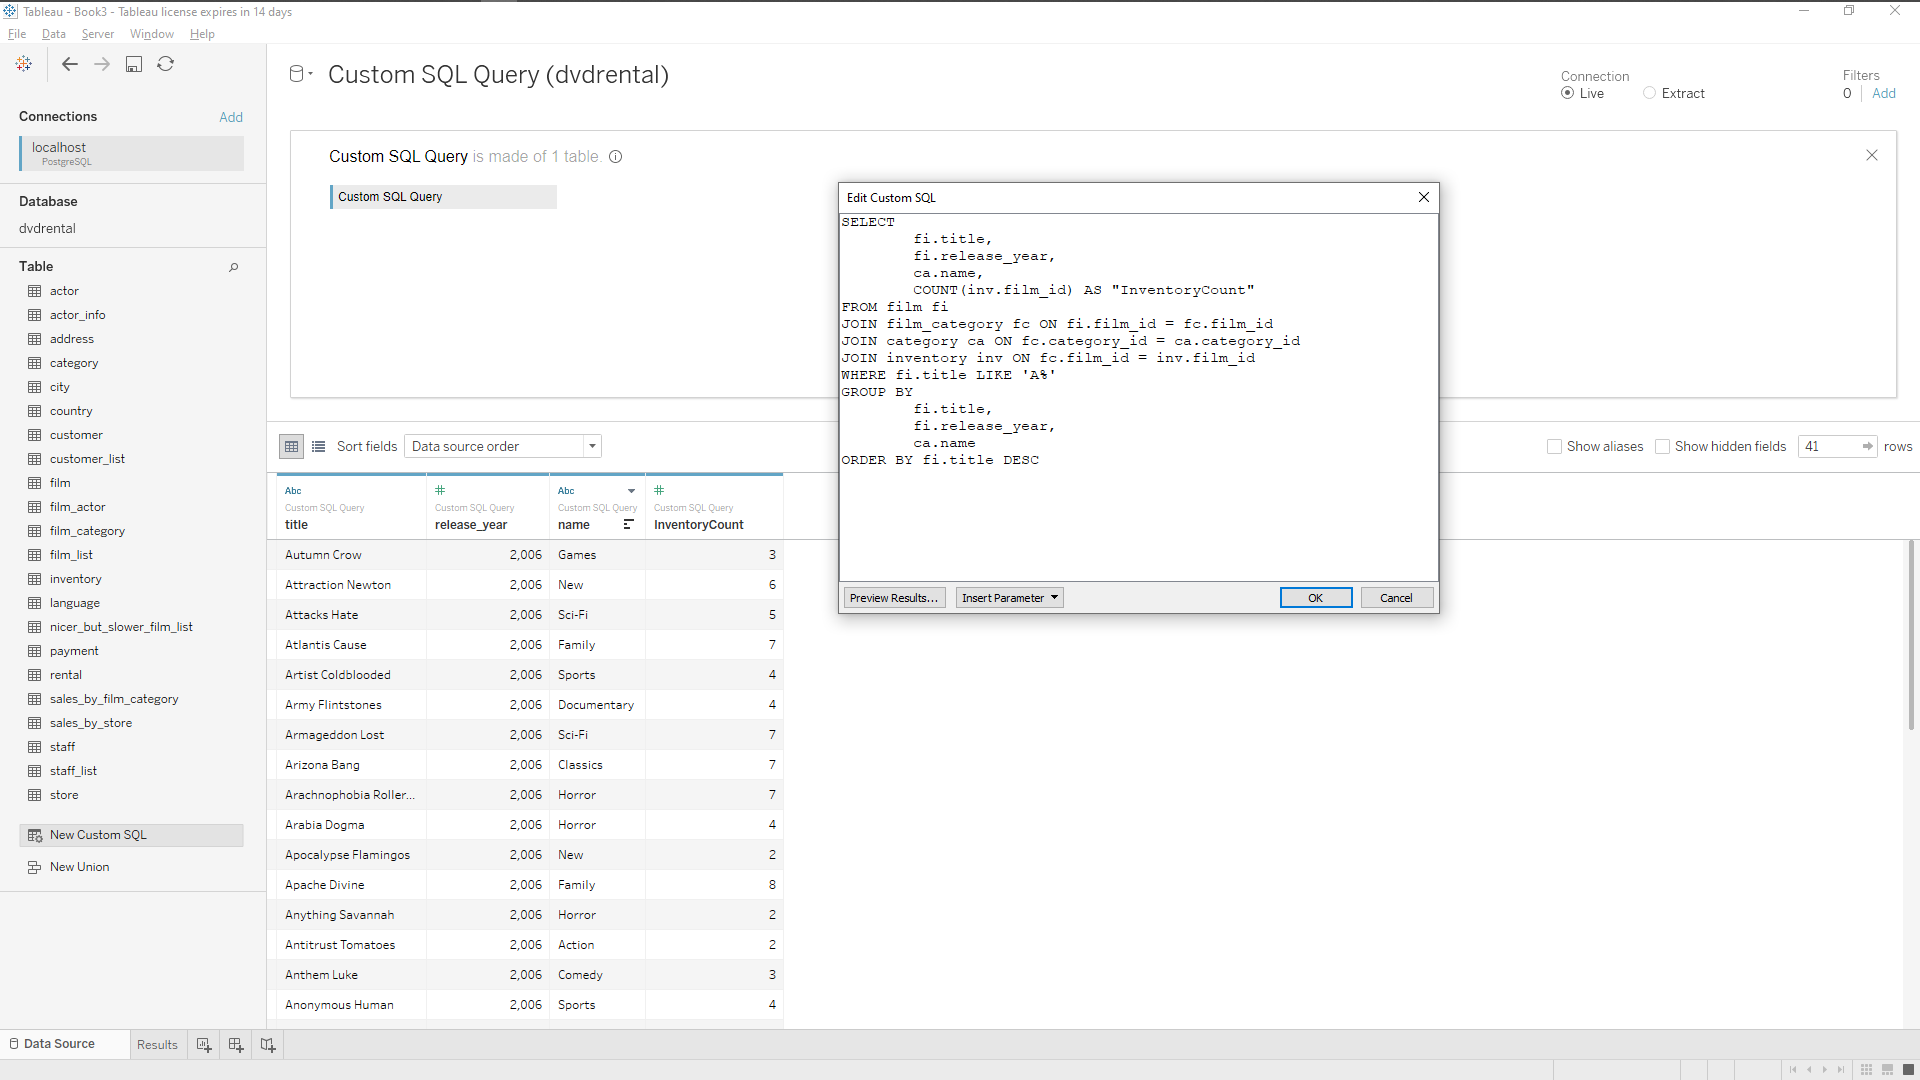 Tableau - Book3 - Tableau license expires in 14 days
File Data Server Window Help
Connections Add
localhost
PostgreSQL
Database
dvdrental
Table
actor
actor_info
address
category
city
country
customer
customer_list
film
film_actor
film_category
film_list
inventory
language
nicer_but_slower_film_list
payment
rental
sales_by_film_category
sales_by_store
staff
staff_list
store
New Custom SQL
New Union
Custom SQL Query (dvdrental)
Connection
Live Extract
Filters
0 Add
Custom SQL Query is made of 1 table.
Custom SQL Query
Edit Custom SQL
SELECT
fi.title,
fi.release_year,
ca.name,
COUNT(inv.film_id) AS "InventoryCount"
FROM film fi
JOIN film_category fc ON fi.film_id = fc.film_id
JOIN category ca ON fc.category_id = ca.category_id
JOIN inventory inv ON fc.film_id = inv.film_id
WHERE fi.title LIKE 'A%'
GROUP BY
fi.title,
fi.release_year,
ca.name
ORDER BY fi.title DESC
Preview Results... Insert Parameter OK Cancel
Sort fields Data source order
Show aliases Show hidden fields 41 rows
Abc # Abc #
Custom SQL Query Custom SQL Query Custom SQL Query Custom SQL Query
title release_year name InventoryCount
Autumn Crow 2,006 Games 3
Attraction Newton 2,006 New 6
Attacks Hate 2,006 Sci-Fi 5
Atlantis Cause 2,006 Family 7
Artist Coldblooded 2,006 Sports 4
Army Flintstones 2,006 Documentary 4
Armageddon Lost 2,006 Sci-Fi 7
Arizona Bang 2,006 Classics 7
Arachnophobia Roller... 2,006 Horror 7
Arabia Dogma 2,006 Horror 4
Apocalypse Flamingos 2,006 New 2
Apache Divine 2,006 Family 8
Anything Savannah 2,006 Horror 2
Antitrust Tomatoes 2,006 Action 2
Anthem Luke 2,006 Comedy 3
Anonymous Human 2,006 Sports 4
Data Source Results